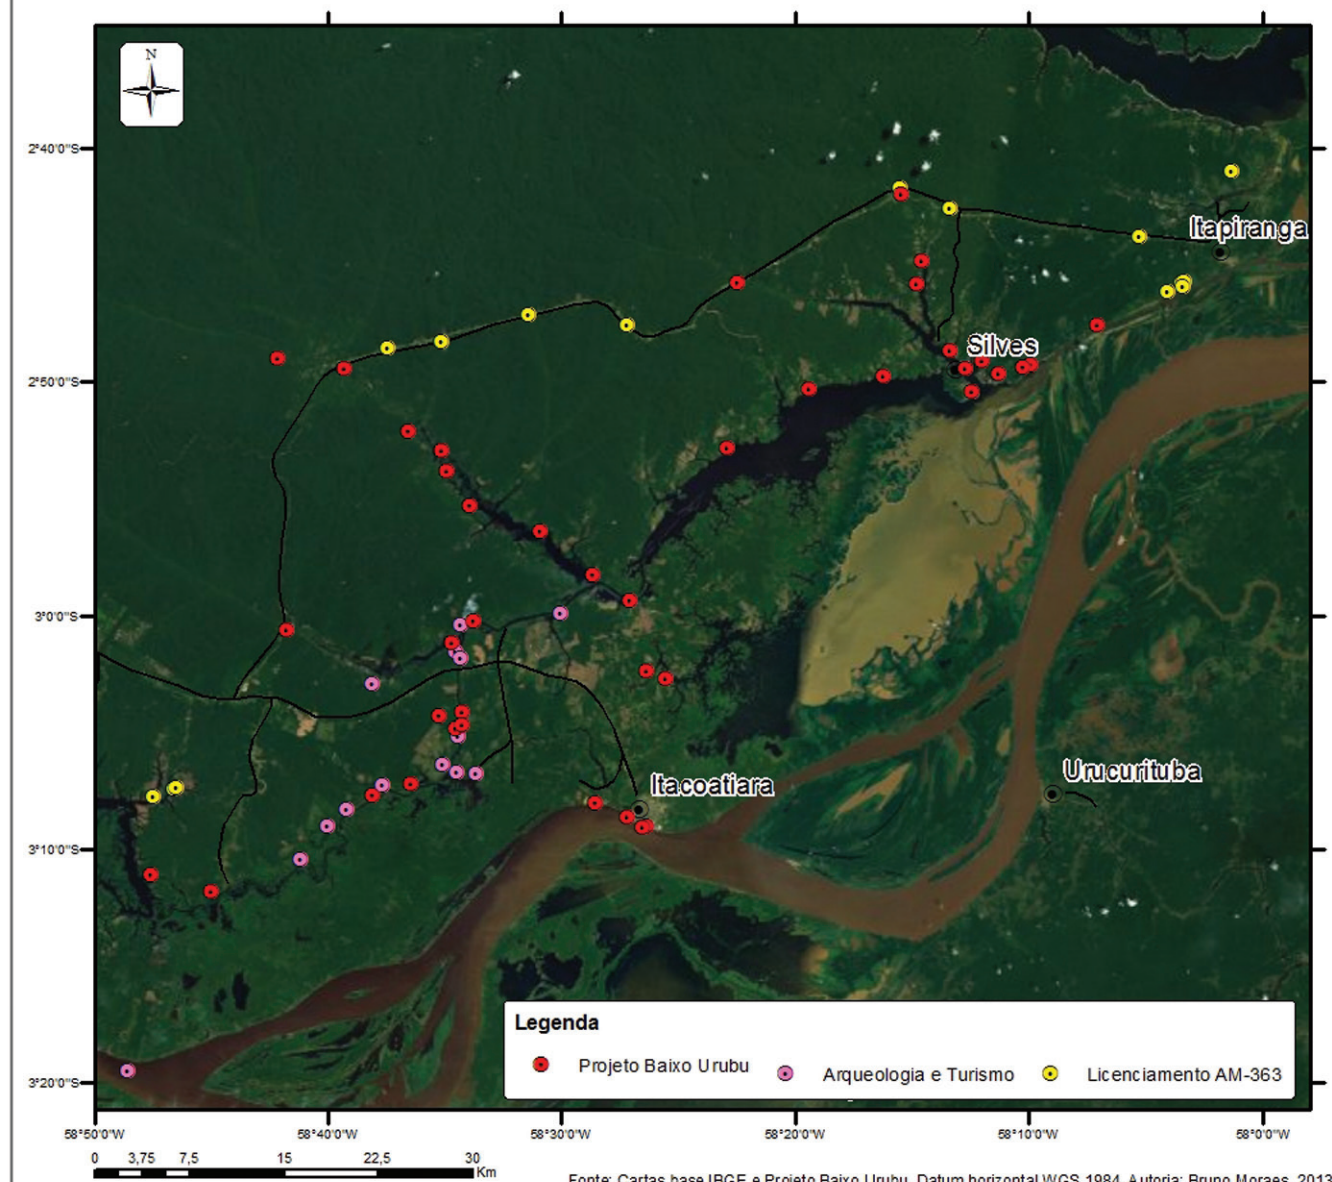 N
2°40'0"S
Itapiranga
Silves
2°50'0"S
3°0'0"S
Urucurituba
Itacoatiara
3°10'0"S
Legenda
Projeto Baixo Urubu
Arqueologia e Turismo
Licenciamento AM-363
3°20'0"S
58°50'0"W 58°40'0"W 58°30'0"W 58°20'0"W 58°10'0"W 58°0'0"W
0 3,75 7,5 15 22,5 30
Km
Fonte: Cartas base IBGE e Projeto Baixo Urubu. Datum horizontal WGS 1984. Autoria: Bruno Moraes, 2013